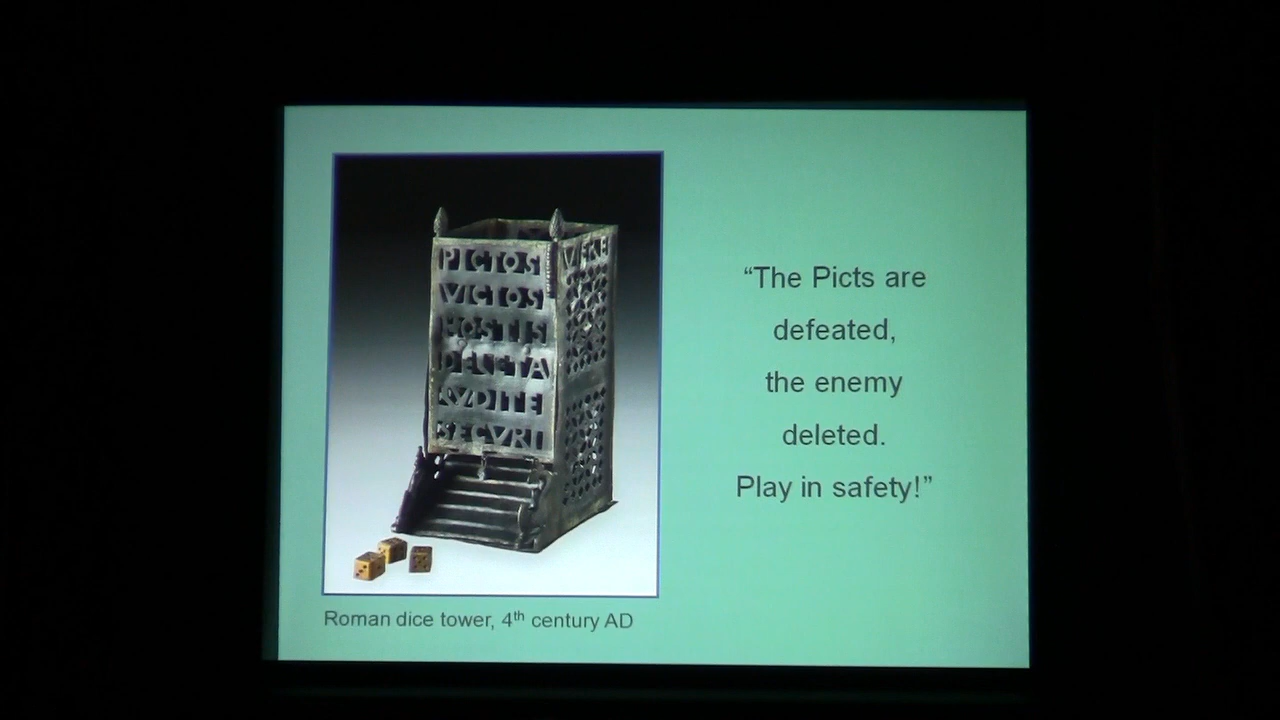 PICTOS
VICTOS
HOSTIS
DELETA
LVDITE
SECVRI
VERE
“The Picts are
defeated,
the enemy
deleted.
Play in safety!”
Roman dice tower, 4th century AD